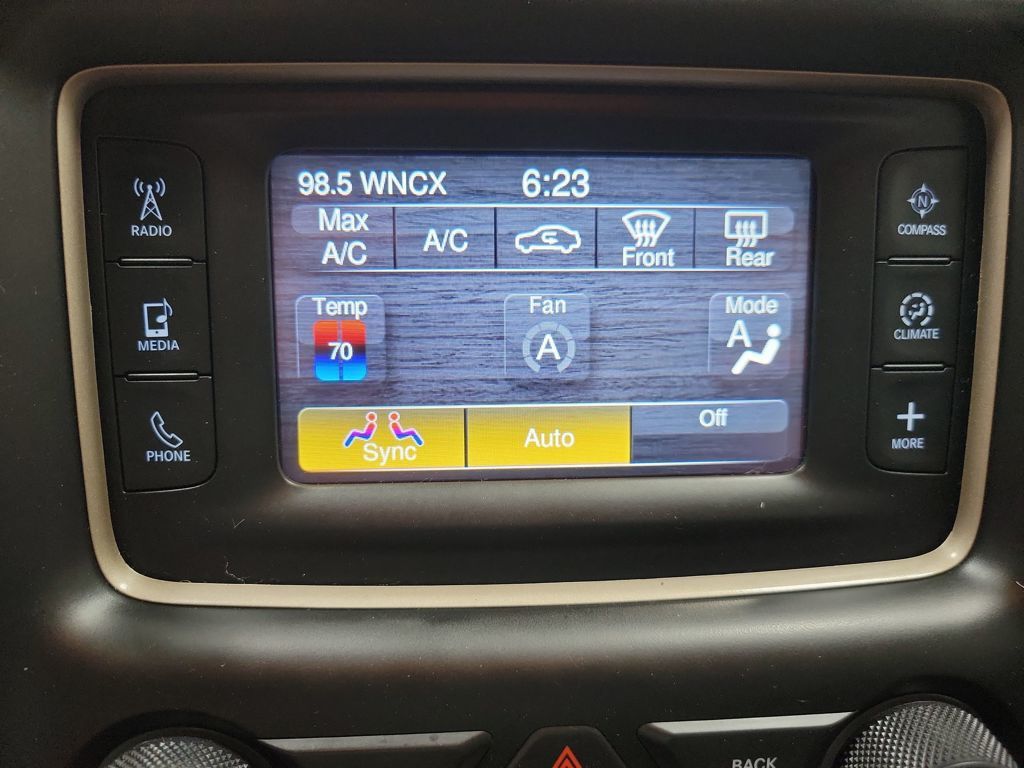 98.5 WNCX 6:23
Max
A/C
A/C
Front
Rear
Temp
70
Fan
A
Mode
A
Sync
Auto
Off
RADIO
MEDIA
PHONE
N
COMPASS
CLIMATE
+
MORE
BACK